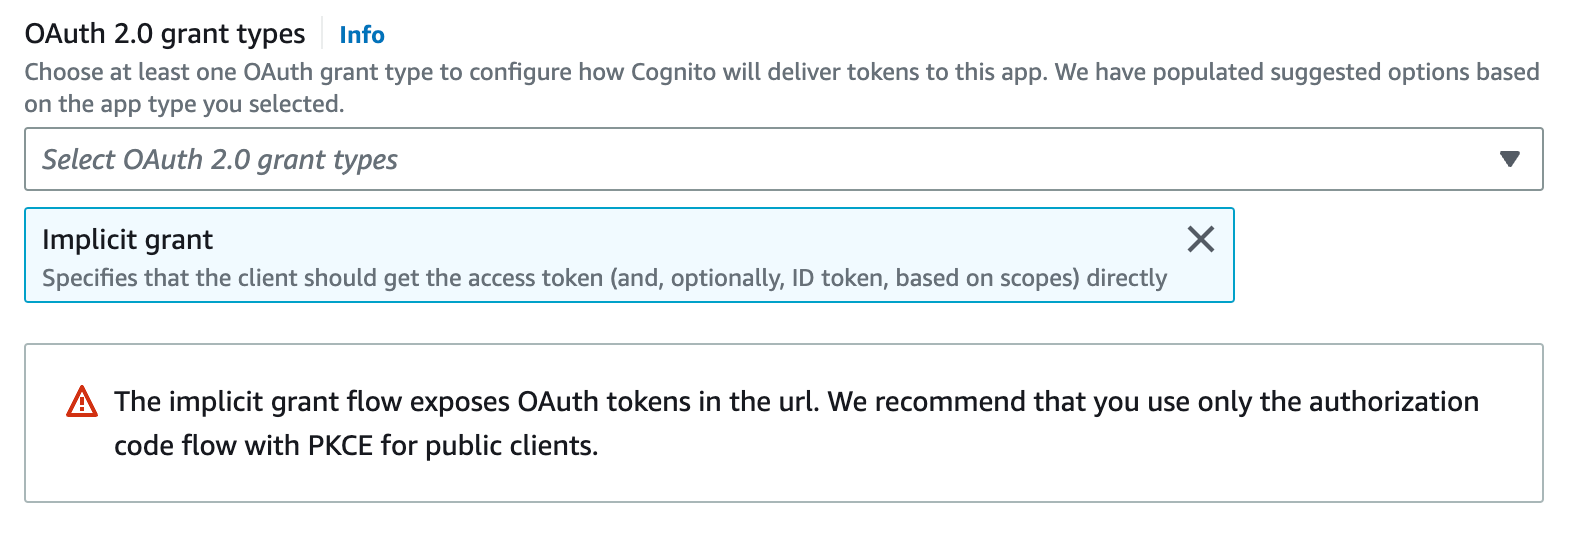 OAuth 2.0 grant types Info
Choose at least one OAuth grant type to configure how Cognito will deliver tokens to this app. We have populated suggested options based
on the app type you selected.
Select OAuth 2.0 grant types
Implicit grant
Specifies that the client should get the access token (and, optionally, ID token, based on scopes) directly
The implicit grant flow exposes OAuth tokens in the url. We recommend that you use only the authorization
code flow with PKCE for public clients.